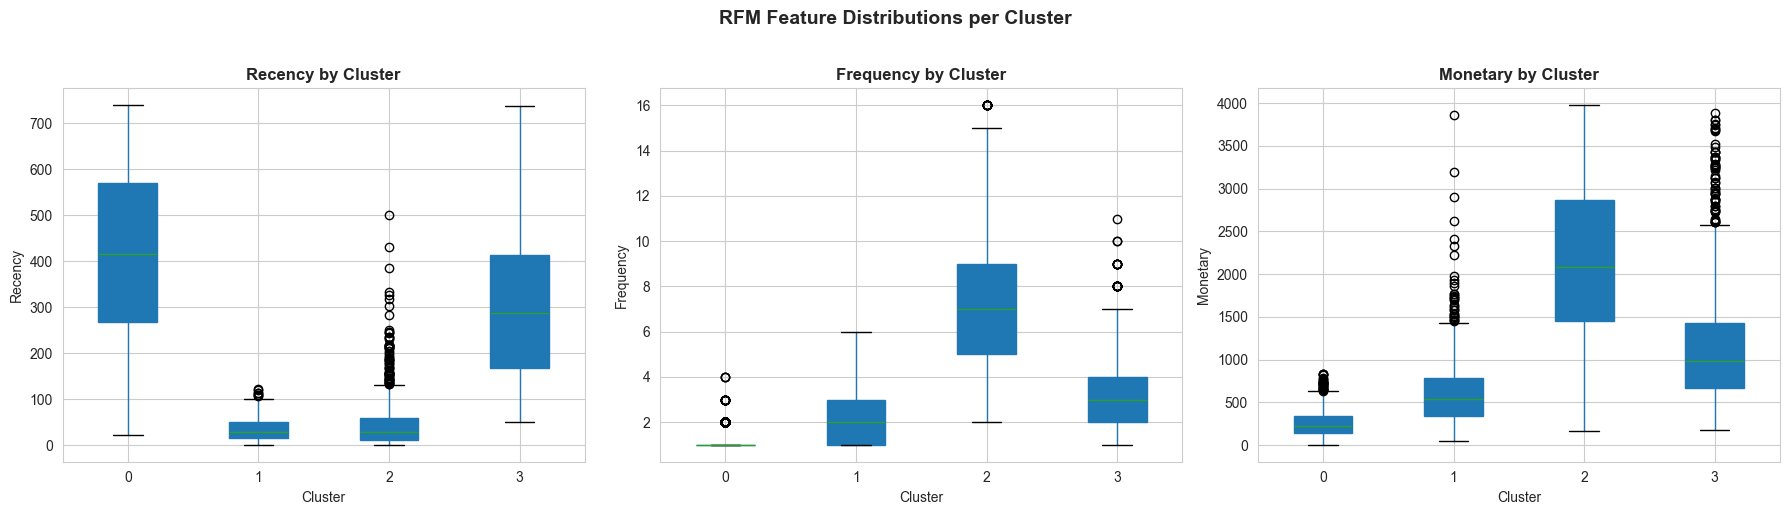 RFM Feature Distributions per Cluster
Recency by Cluster
700
600
500
400
300
200
100
0
Recency
0 1 2 3
Cluster
Frequency by Cluster
16
14
12
10
8
6
4
2
Frequency
0 1 2 3
Cluster
Monetary by Cluster
4000
3500
3000
2500
2000
1500
1000
500
0
Monetary
0 1 2 3
Cluster